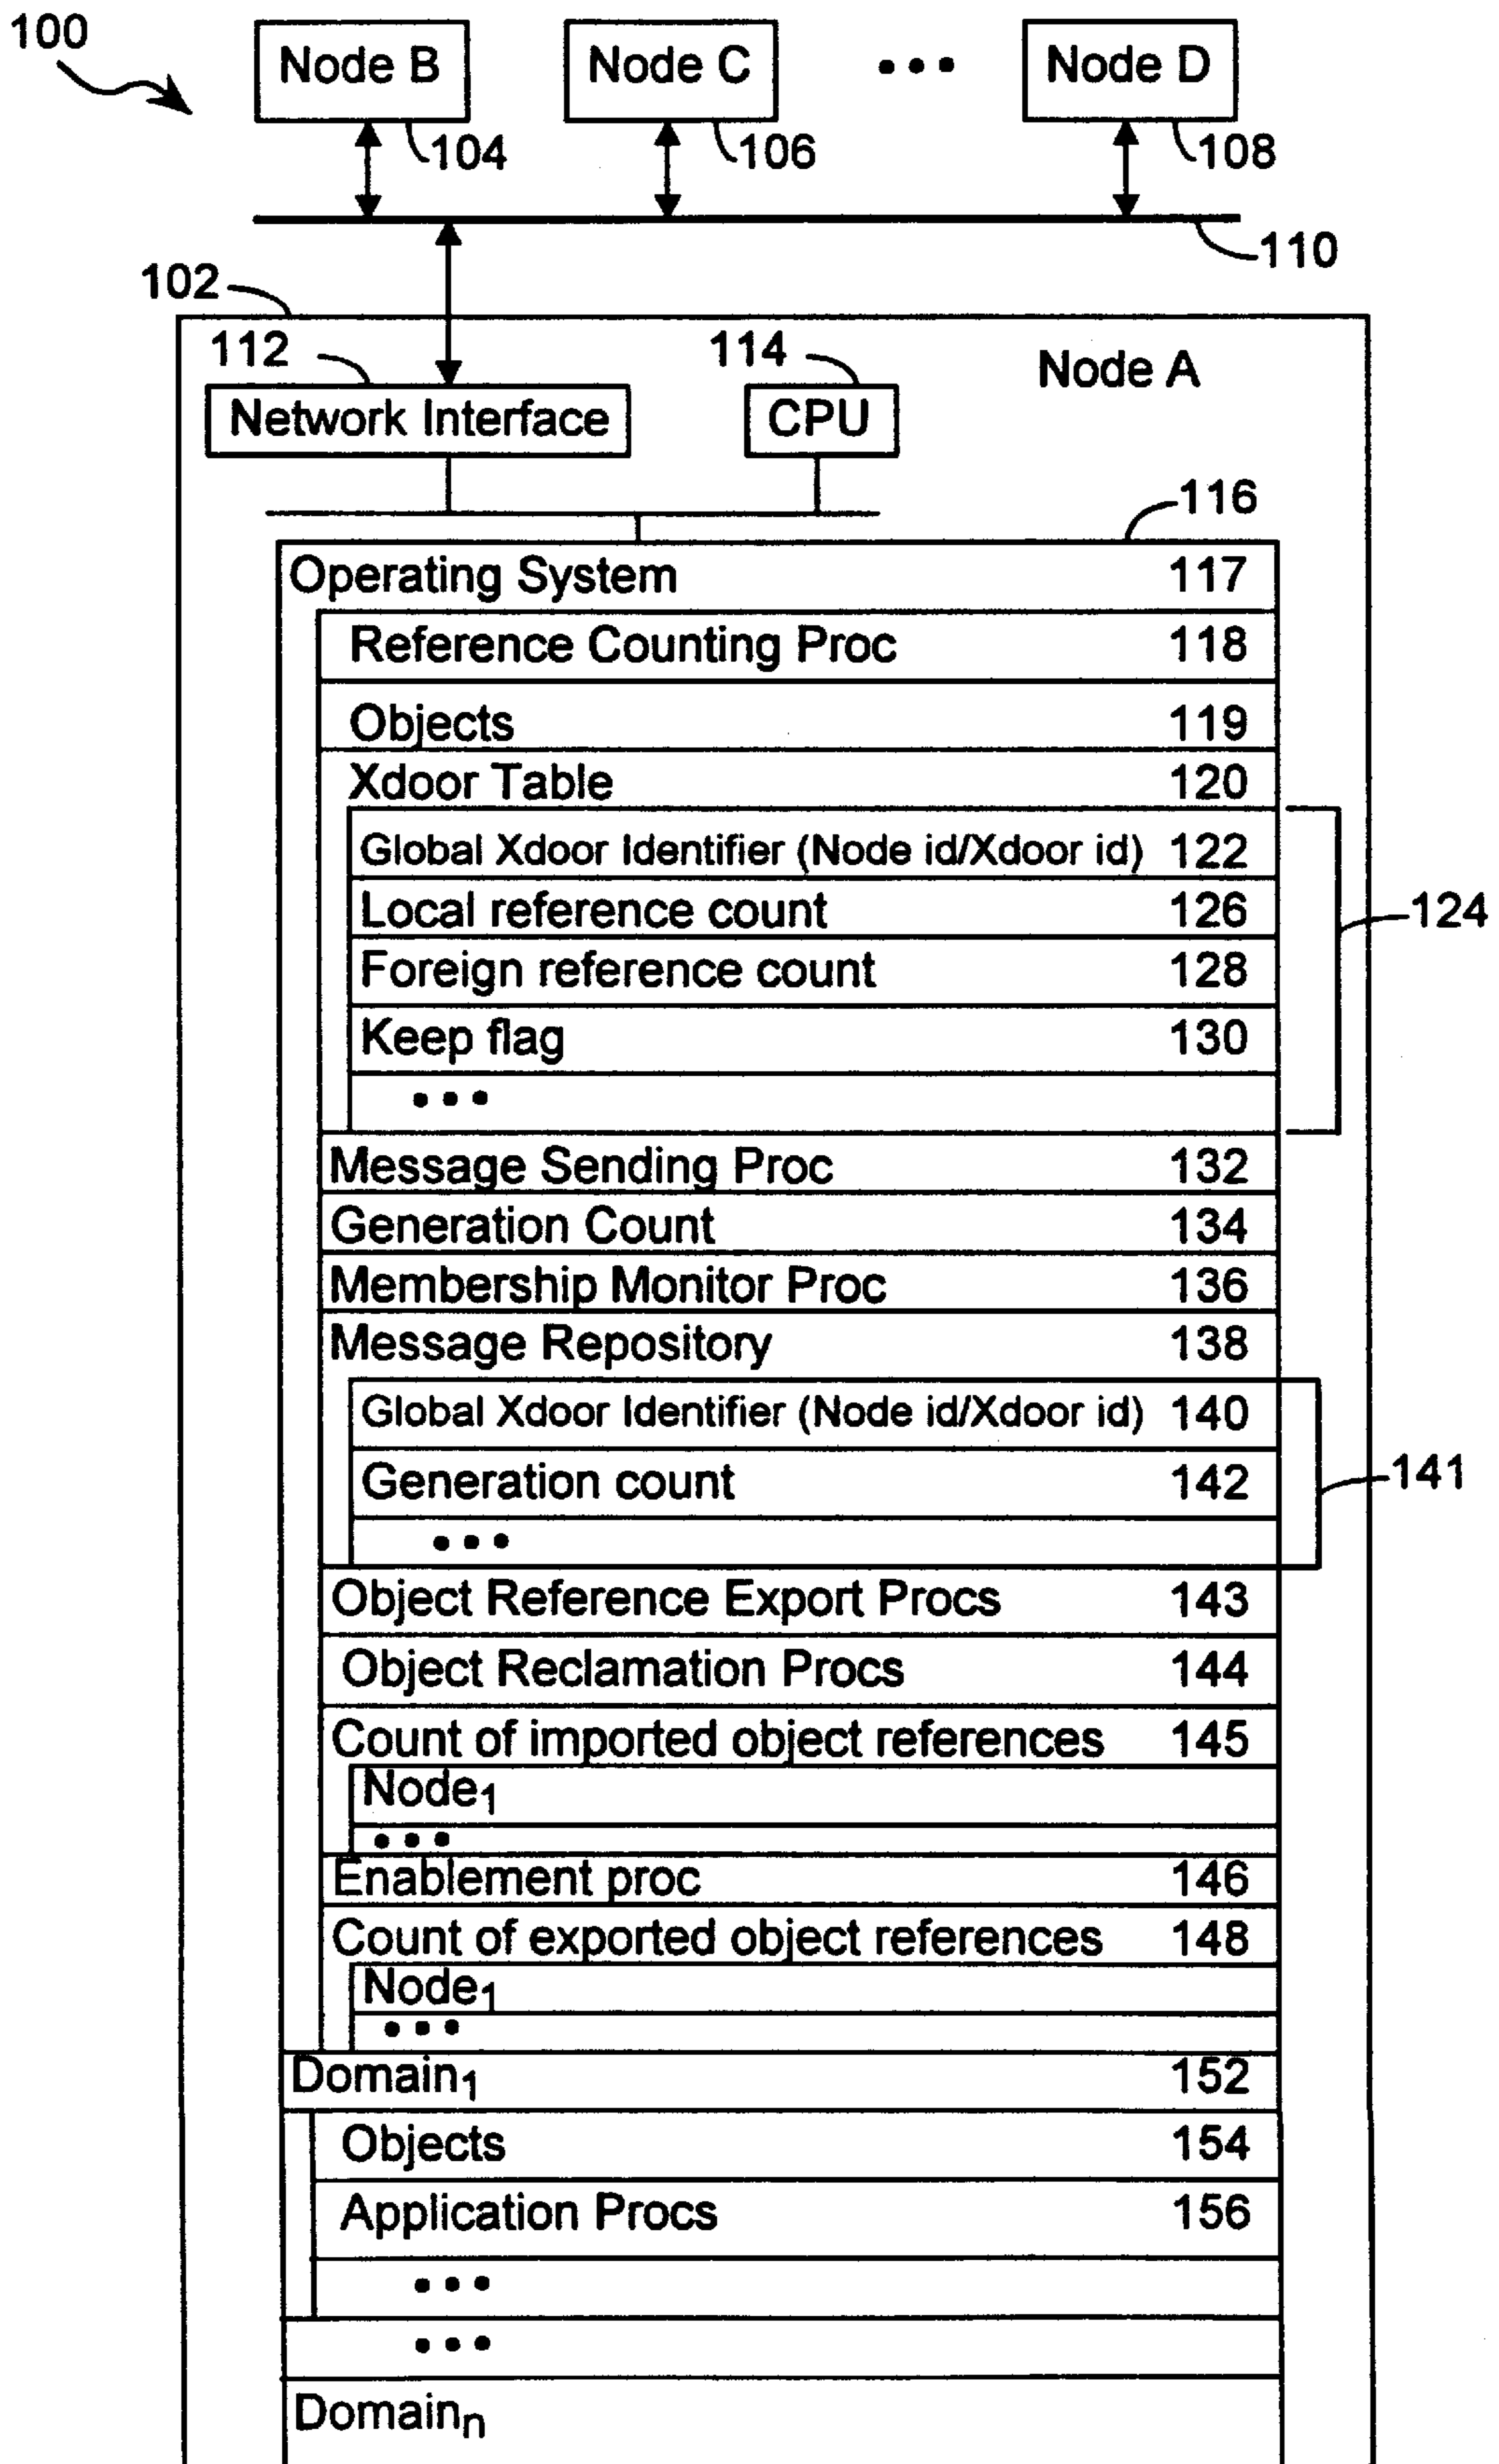 100
Node B
Node C
• • •
Node D
104
106
108
110
102
112
114
Node A
Network Interface
CPU
116
Operating System 117
Reference Counting Proc 118
Objects 119
Xdoor Table 120
Global Xdoor Identifier (Node id/Xdoor id) 122
Local reference count 126
124
Foreign reference count 128
Keep flag 130
• • •
Message Sending Proc 132
Generation Count 134
Membership Monitor Proc 136
Message Repository 138
Global Xdoor Identifier (Node id/Xdoor id) 140
Generation count 142
141
• • •
Object Reference Export Procs 143
Object Reclamation Procs 144
Count of imported object references 145
Node1
• • •
Enablement proc 146
Count of exported object references 148
Node1
• • •
Domain1 152
Objects 154
Application Procs 156
• • •
• • •
Domainn